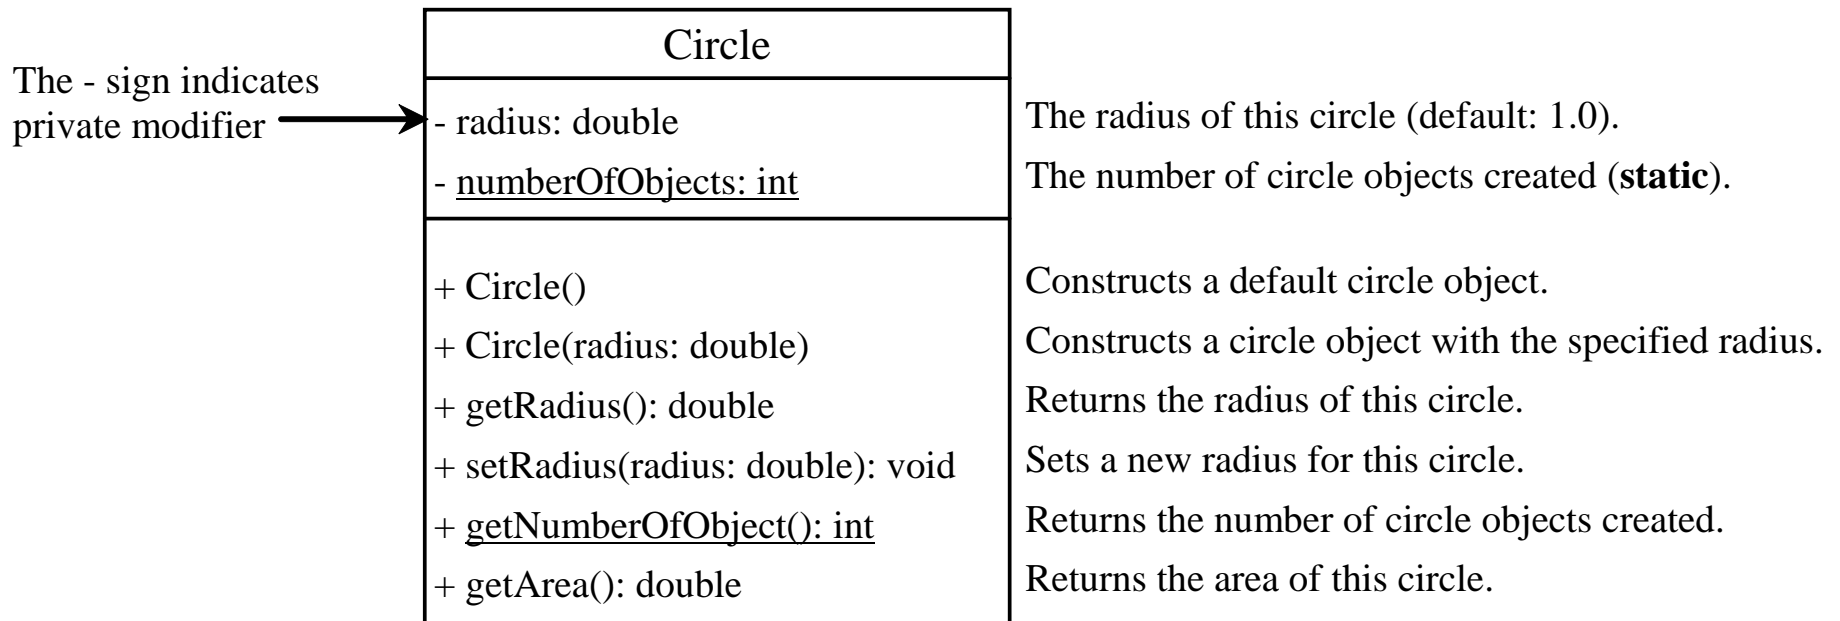 Circle
The - sign indicates
private modifier
- radius: double
The radius of this circle (default: 1.0).
- numberOfObjects: int
The number of circle objects created (static).
+ Circle()
Constructs a default circle object.
+ Circle(radius: double)
Constructs a circle object with the specified radius.
+ getRadius(): double
Returns the radius of this circle.
+ setRadius(radius: double): void
Sets a new radius for this circle.
+ getNumberOfObject(): int
Returns the number of circle objects created.
+ getArea(): double
Returns the area of this circle.